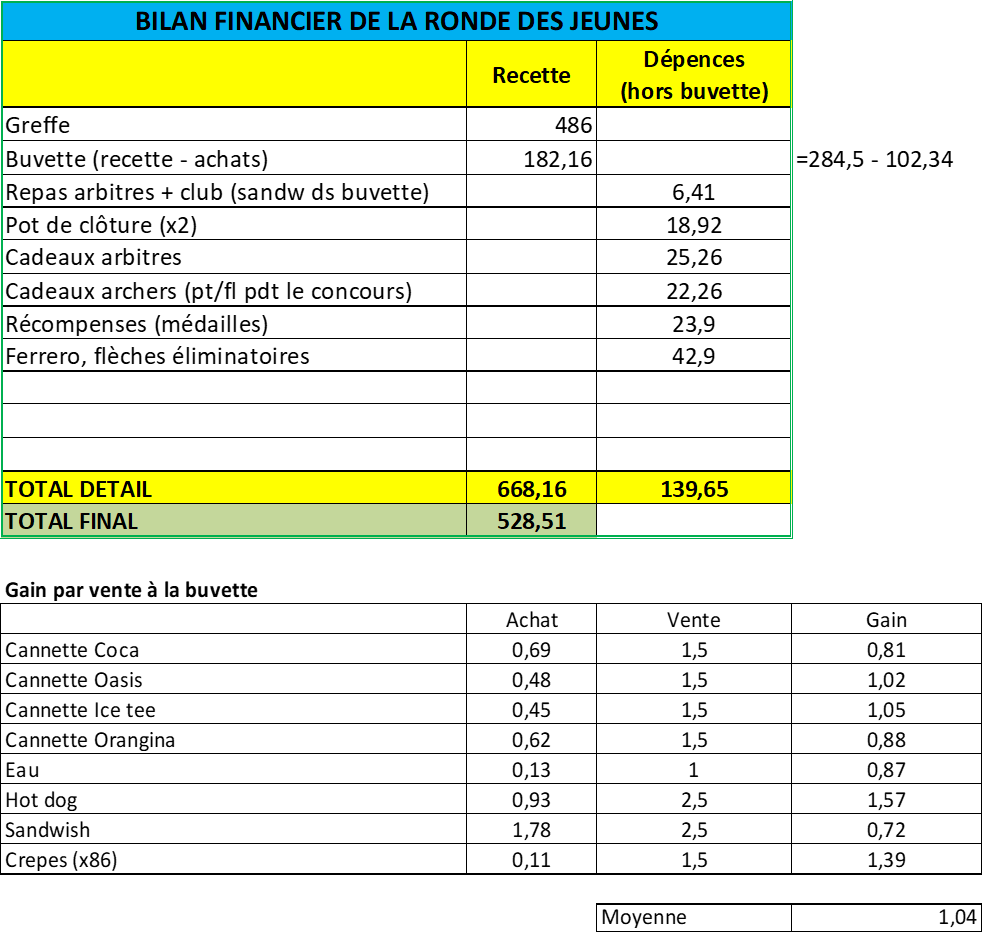 BILAN FINANCIER DE LA RONDE DES JEUNES
Recette Dépences (hors buvette)
Greffe 486
Buvette (recette - achats) 182,16 =284,5 - 102,34
Repas arbitres + club (sandw ds buvette) 6,41
Pot de clôture (x2) 18,92
Cadeaux arbitres 25,26
Cadeaux archers (pt/fl pdt le concours) 22,26
Récompenses (médailles) 23,9
Ferrero, flèches éliminatoires 42,9
TOTAL DETAIL 668,16 139,65
TOTAL FINAL 528,51
Gain par vente à la buvette
Achat Vente Gain
Cannette Coca 0,69 1,5 0,81
Cannette Oasis 0,48 1,5 1,02
Cannette Ice tee 0,45 1,5 1,05
Cannette Orangina 0,62 1,5 0,88
Eau 0,13 1 0,87
Hot dog 0,93 2,5 1,57
Sandwish 1,78 2,5 0,72
Crepes (x86) 0,11 1,5 1,39
Moyenne 1,04